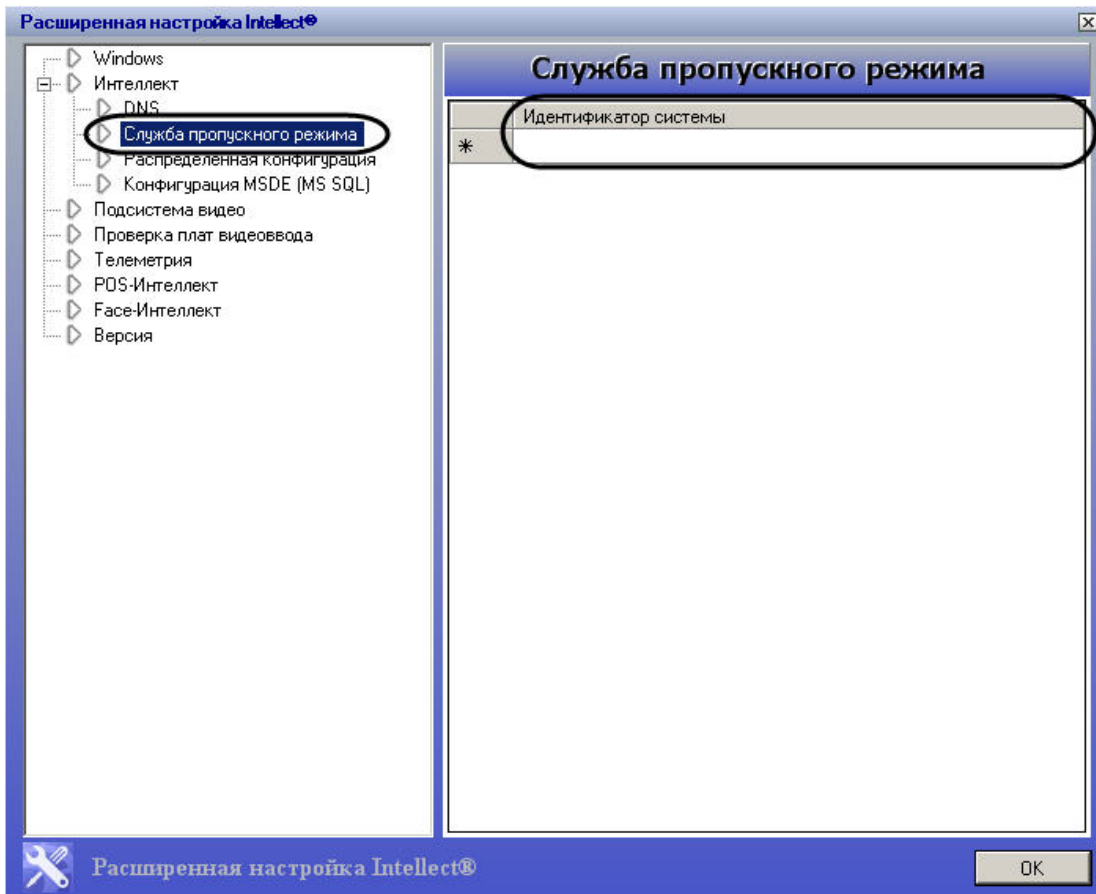 Расширенная настройка Intellect®
Windows
Интеллект
DNS
Служба пропускного режима
Распределенная конфигурация
Конфигурация MSDE (MS SQL)
Подсистема видео
Проверка плат видеоввода
Телеметрия
POS-Интеллект
Face-Интеллект
Версия
Служба пропускного режима
Идентификатор системы
*
Расширенная настройка Intellect®
OK